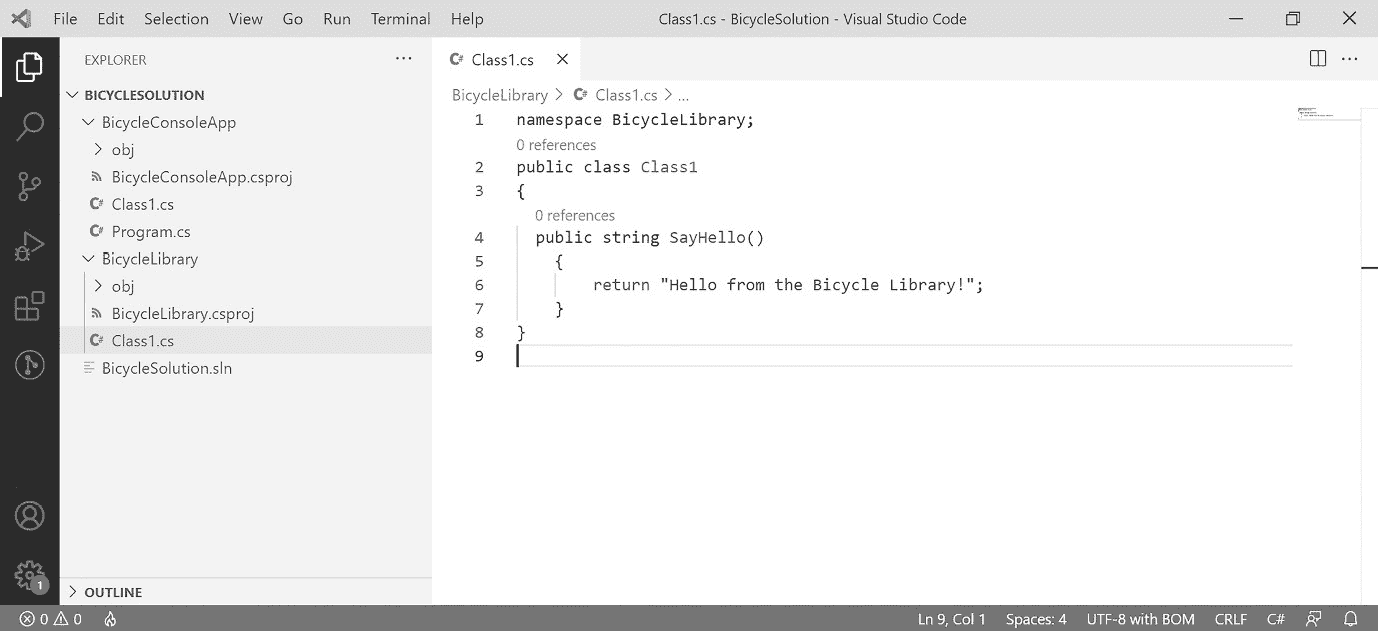 File Edit Selection View Go Run Terminal Help Class1.cs - BicycleSolution - Visual Studio Code
EXPLORER
BICYCLESOLUTION
BicycleConsoleApp
obj
BicycleConsoleApp.csproj
C# Class1.cs
C# Program.cs
BicycleLibrary
obj
BicycleLibrary.csproj
C# Class1.cs
BicycleSolution.sln
OUTLINE
C# Class1.cs
BicycleLibrary > C# Class1.cs > ...
1 namespace BicycleLibrary;
0 references
2 public class Class1
3 {
0 references
4 public string SayHello()
5 {
6 return "Hello from the Bicycle Library!";
7 }
8 }
9
1
0 0 Ln 9, Col 1 Spaces: 4 UTF-8 with BOM CRLF C#